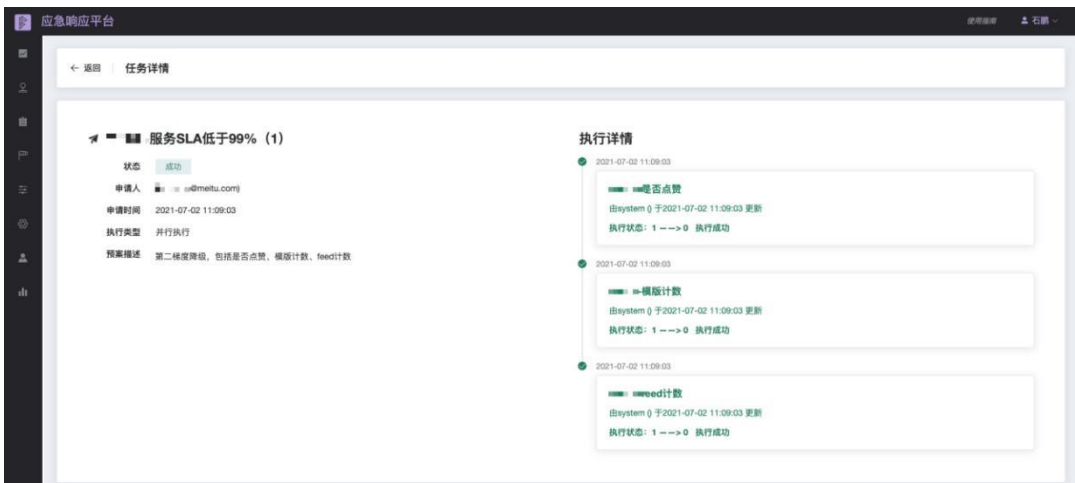 应急响应平台
使用指南
石鹏
← 返回
任务详情
服务SLA低于99%（1）
状态 成功
申请人 @meitu.com)
申请时间 2021-07-02 11:09:03
执行类型 并行执行
预案描述 第二梯度降级，包括是否点赞、模版计数、feed计数
执行详情
2021-07-02 11:09:03
是否点赞
由system () 于2021-07-02 11:09:03 更新
执行状态：1 ——> 0 执行成功
2021-07-02 11:09:03
模版计数
由system () 于2021-07-02 11:09:03 更新
执行状态：1 ——> 0 执行成功
2021-07-02 11:09:03
eed计数
由system () 于2021-07-02 11:09:03 更新
执行状态：1 ——> 0 执行成功